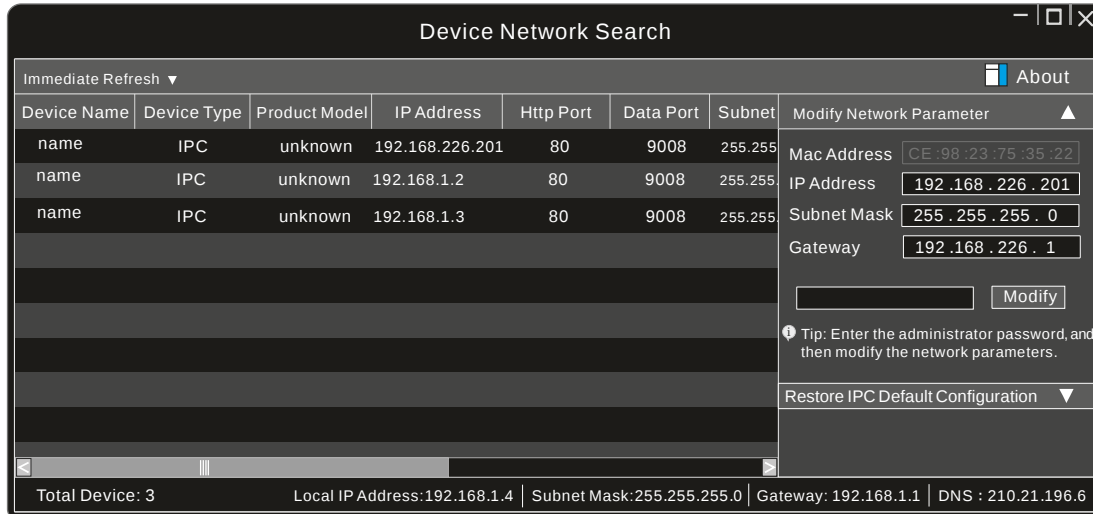 Device Network Search
Immediate Refresh ▼
About
Device Name Device Type Product Model IP Address Http Port Data Port Subnet
name IPC unknown 192.168.226.201 80 9008 255.255
name IPC unknown 192.168.1.2 80 9008 255.255.
name IPC unknown 192.168.1.3 80 9008 255.255.
Modify Network Parameter ▲
Mac Address CE:98:23:75:35:22
IP Address 192.168.226.201
Subnet Mask 255.255.255.0
Gateway 192.168.226.1
Modify
Tip: Enter the administrator password, and
then modify the network parameters.
Restore IPC Default Configuration ▼
Total Device: 3 Local IP Address:192.168.1.4 Subnet Mask:255.255.255.0 Gateway: 192.168.1.1 DNS : 210.21.196.6